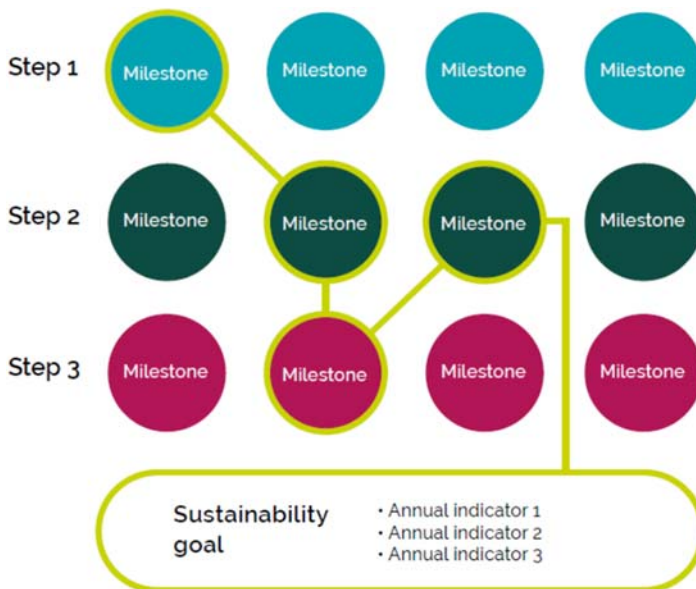 Step 1
Milestone
Milestone
Milestone
Milestone
Step 2
Milestone
Milestone
Milestone
Milestone
Step 3
Milestone
Milestone
Milestone
Milestone
Sustainability
goal
• Annual indicator 1
• Annual indicator 2
• Annual indicator 3